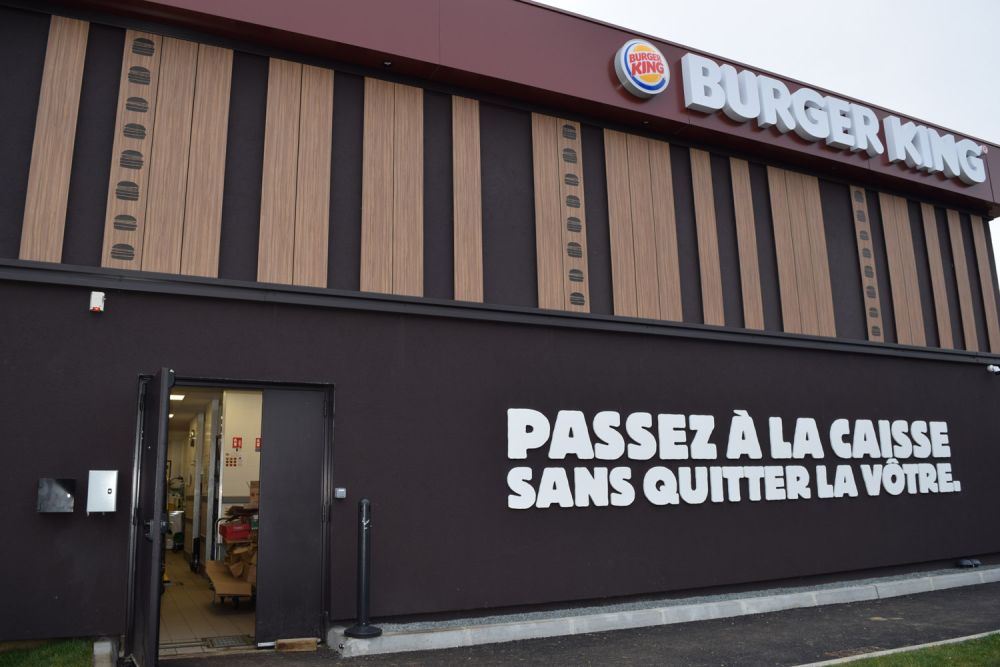 BURGER
KING
BURGER KING
PASSEZ À LA CAISSE
SANS QUITTER LA VÔTRE.